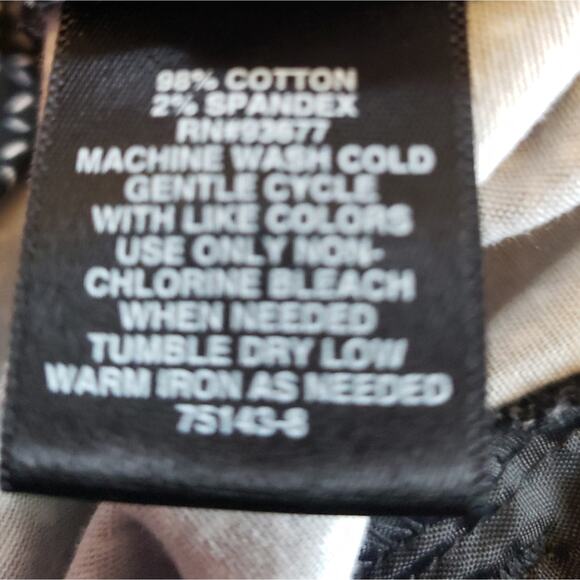 98% COTTON
2% SPANDEX
RN#93677
MACHINE WASH COLD
GENTLE CYCLE
WITH LIKE COLORS
USE ONLY NON-
CHLORINE BLEACH
WHEN NEEDED
TUMBLE DRY LOW
WARM IRON AS NEEDED
75143-8